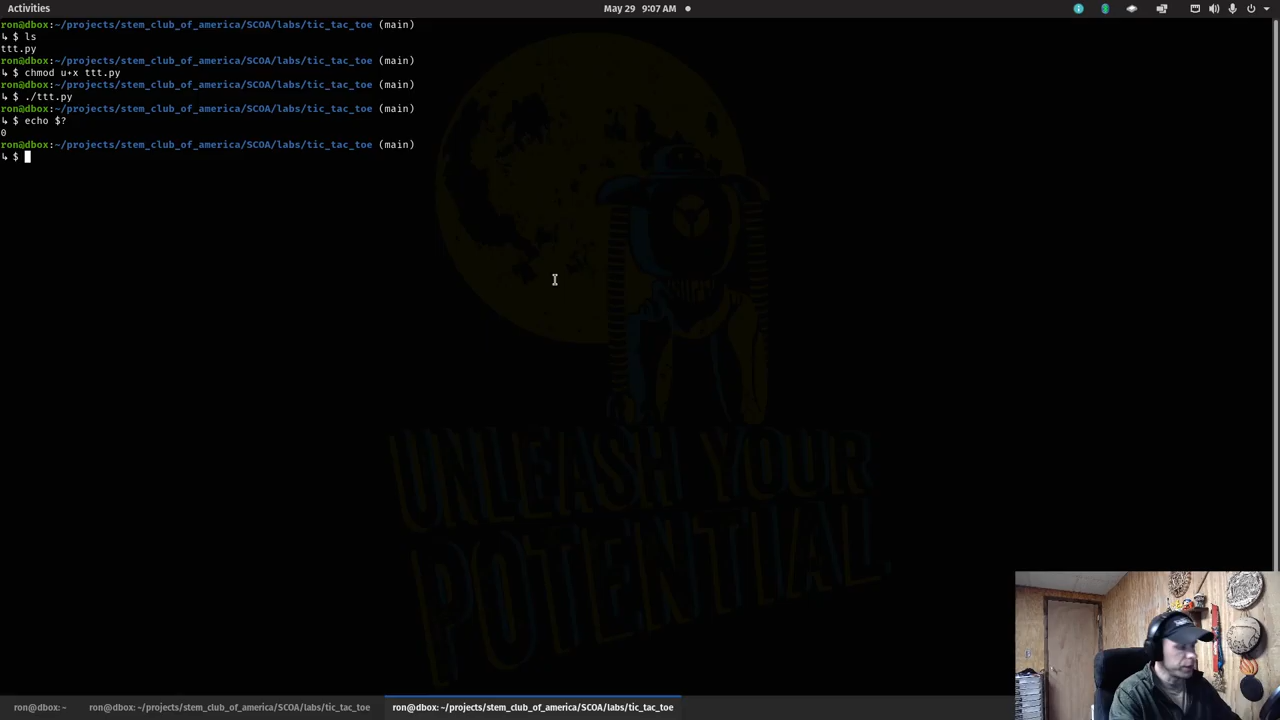 Activities
May 29 9:07 AM
ron@dbox:~/projects/stem_club_of_america/SCOA/labs/tic_tac_toe (main)
↳ $ ls
ttt.py
ron@dbox:~/projects/stem_club_of_america/SCOA/labs/tic_tac_toe (main)
↳ $ chmod u+x ttt.py
ron@dbox:~/projects/stem_club_of_america/SCOA/labs/tic_tac_toe (main)
↳ $ ./ttt.py
ron@dbox:~/projects/stem_club_of_america/SCOA/labs/tic_tac_toe (main)
↳ $ echo $?
0
ron@dbox:~/projects/stem_club_of_america/SCOA/labs/tic_tac_toe (main)
↳ $
UNLEASH YOUR
POTENTIAL
ron@dbox: ~
ron@dbox: ~/projects/stem_club_of_america/SCOA/labs/tic_tac_toe
ron@dbox: ~/projects/stem_club_of_america/SCOA/labs/tic_tac_toe